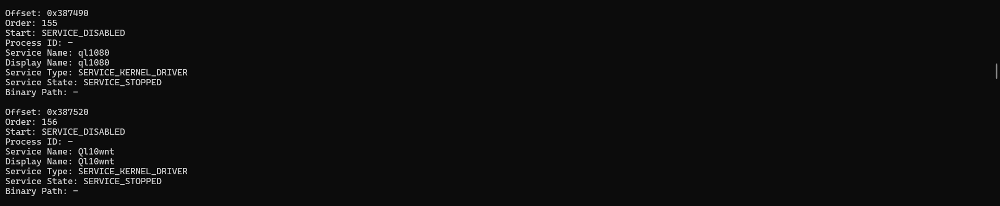 Offset: 0x387490
Order: 155
Start: SERVICE_DISABLED
Process ID: -
Service Name: ql1080
Display Name: ql1080
Service Type: SERVICE_KERNEL_DRIVER
Service State: SERVICE_STOPPED
Binary Path: -
Offset: 0x387520
Order: 156
Start: SERVICE_DISABLED
Process ID: -
Service Name: Ql10wnt
Display Name: Ql10wnt
Service Type: SERVICE_KERNEL_DRIVER
Service State: SERVICE_STOPPED
Binary Path: -